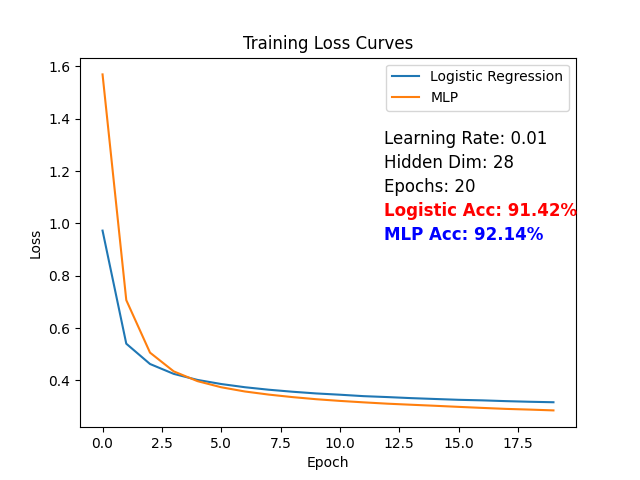 Training Loss Curves
1.6
1.4
1.2
1.0
0.8
0.6
0.4
Loss
Logistic Regression
MLP
Learning Rate: 0.01
Hidden Dim: 28
Epochs: 20
Logistic Acc: 91.42%
MLP Acc: 92.14%
0.0 2.5 5.0 7.5 10.0 12.5 15.0 17.5
Epoch